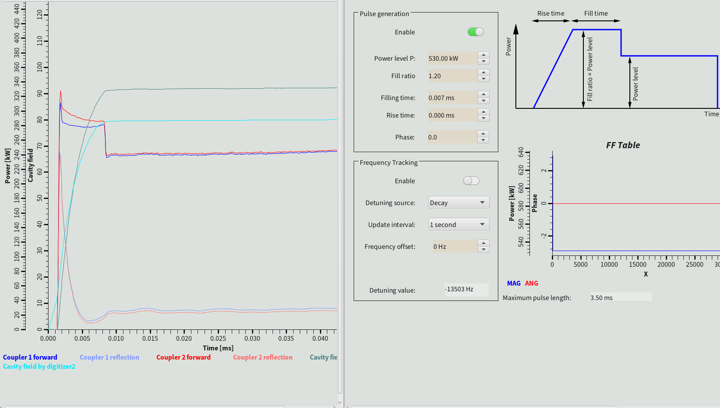 Power [kW]
0 20 40 60 80 100 120 140 160 180 200 220 240 260 280 300 320 340 360 380 400 420 440
Cavity field
0 10 20 30 40 50 60 70 80 90 100 110 120
0.000 0.005 0.010 0.015 0.020 0.025 0.030 0.035 0.040
Time [ms]
Coupler 1 forward Coupler 1 reflection Coupler 2 forward Coupler 2 reflection Cavity fie
Cavity field by digitizer2
Pulse generation
Enable
Power level P: 530.00 kW
Fill ratio 1.20
Filling time: 0.007 ms
Rise time: 0.000 ms
Phase: 0.0
Frequency Tracking
Enable
Detuning source: Decay
Update interval: 1 second
Frequency offset: 0 Hz
Detuning value: -13503 Hz
Rise time Fill time
Power
Fill ratio × Power level
Power level
Time
FF Table
Power [kW]
540 560 580 600 620 640
Phase
-2 0 2
0 5000 10000 15000 20000 25000 30
X
MAG ANG
Maximum pulse length: 3.50 ms